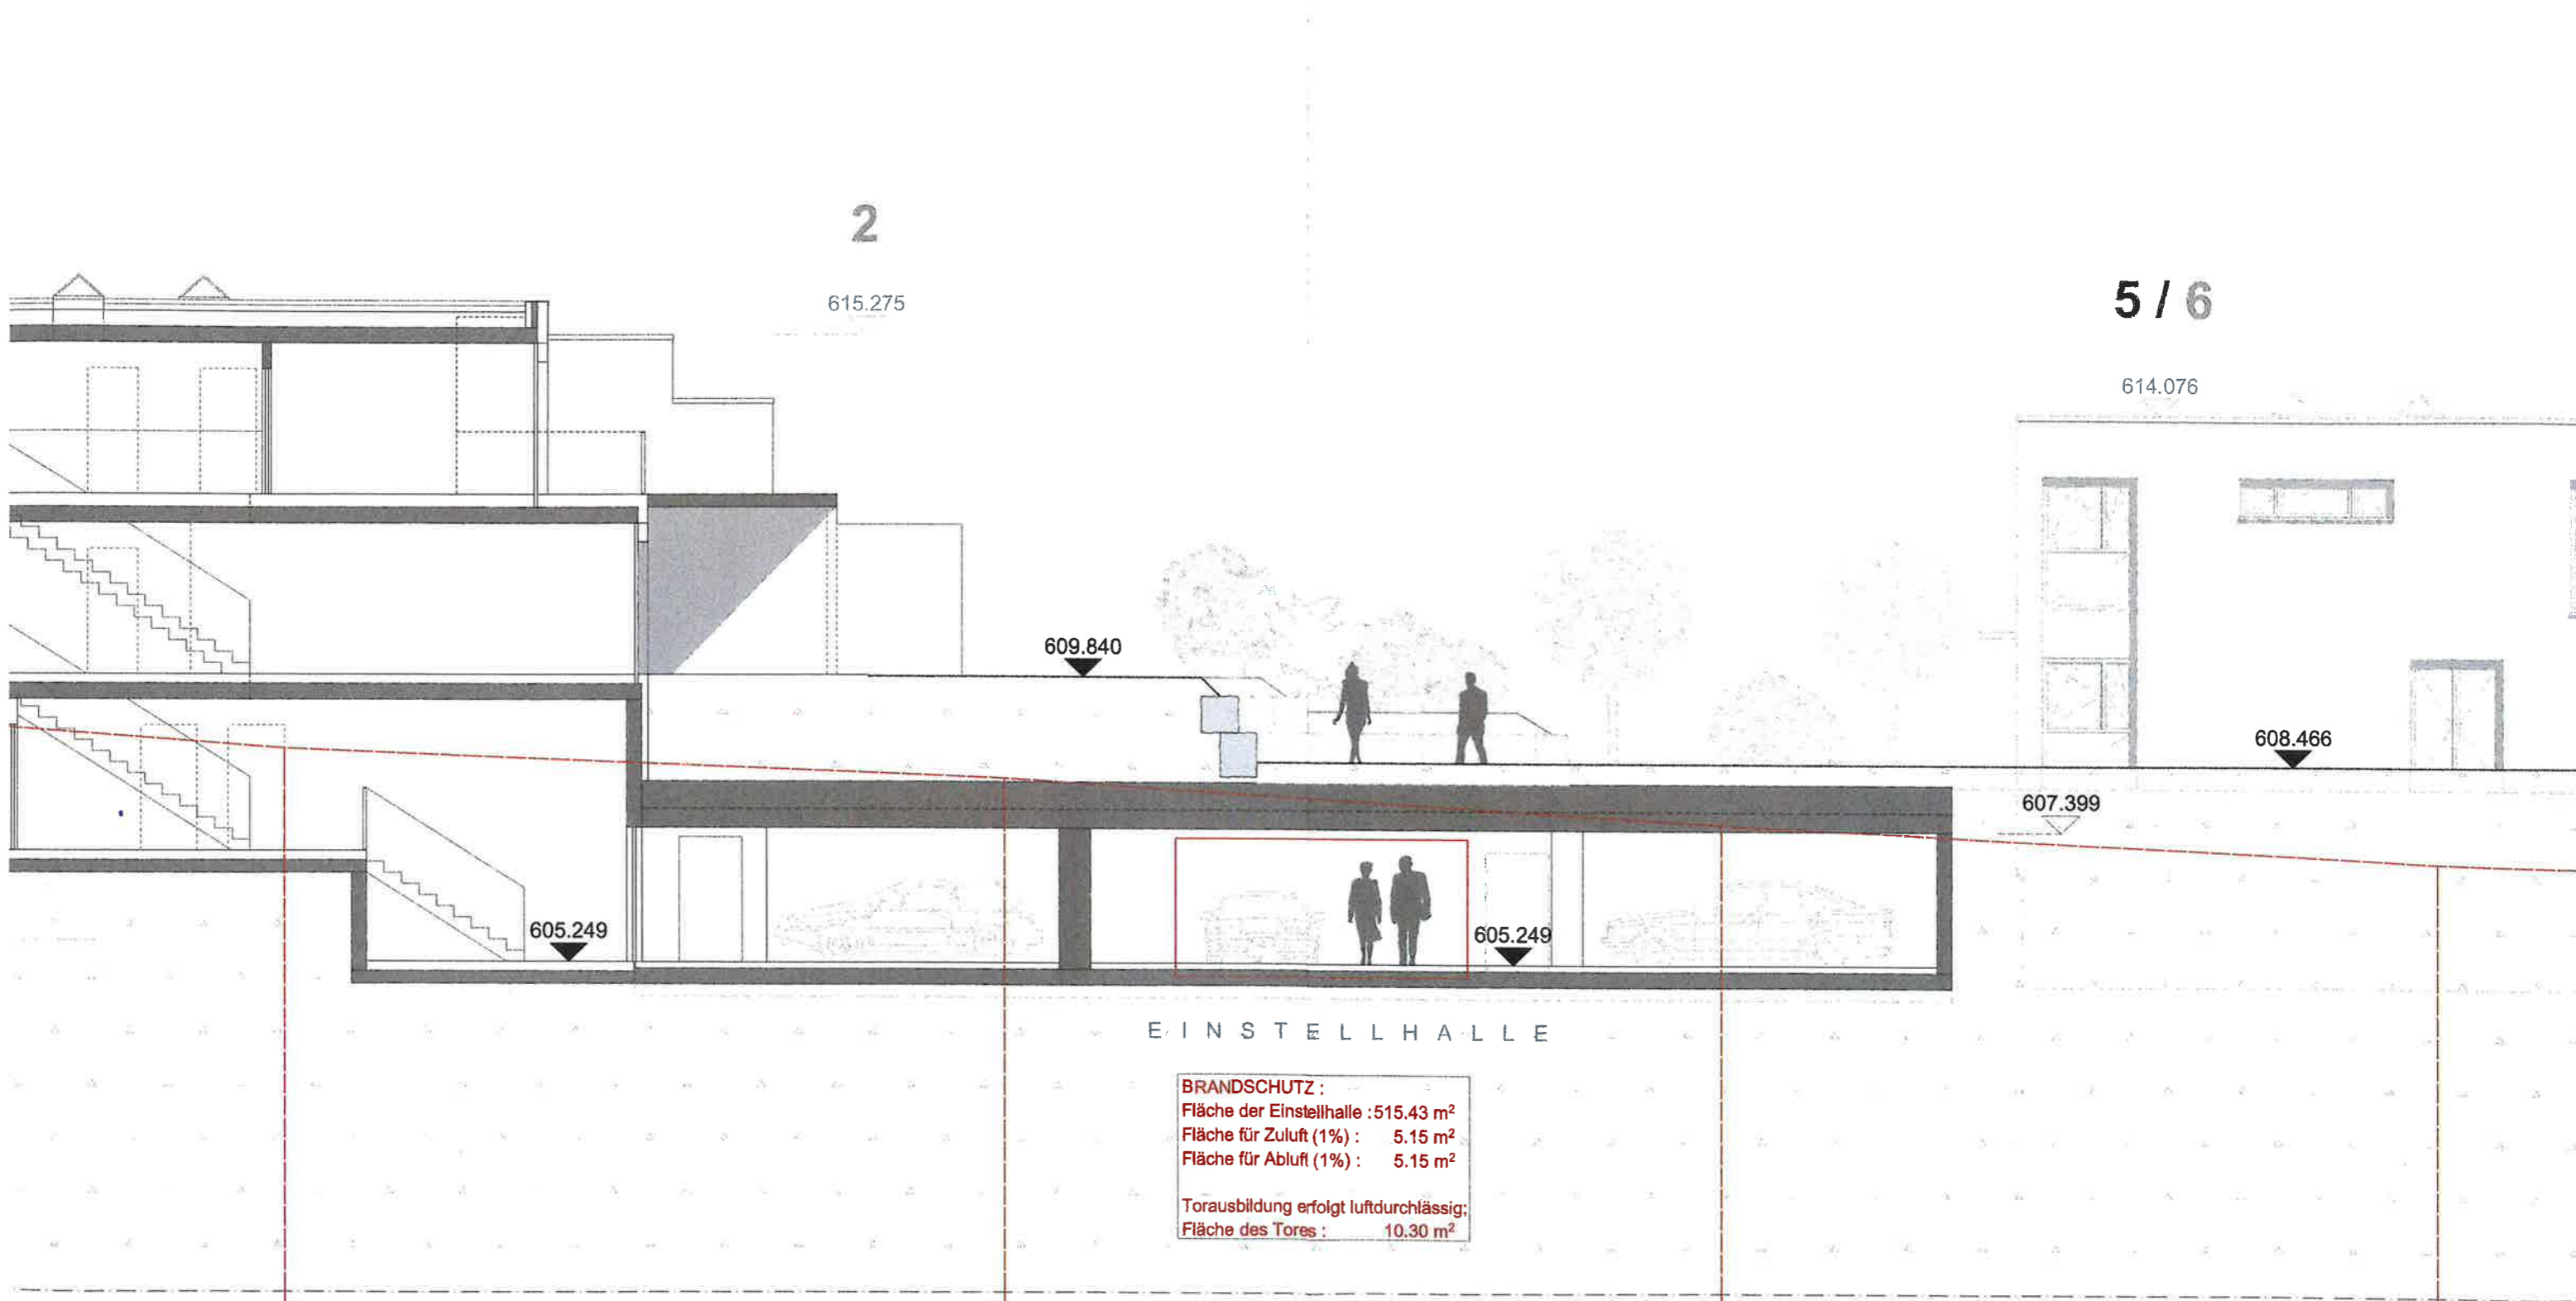 2
615.275
5 / 6
614.076
609.840
608.466
607.399
605.249
605.249
EINSTELLHALLE
BRANDSCHUTZ :
Fläche der Einstellhalle : 515.43 m²
Fläche für Zuluft (1%) : 5.15 m²
Fläche für Abluft (1%) : 5.15 m²
Torausbildung erfolgt luftdurchlässig;
Fläche des Tores : 10.30 m²